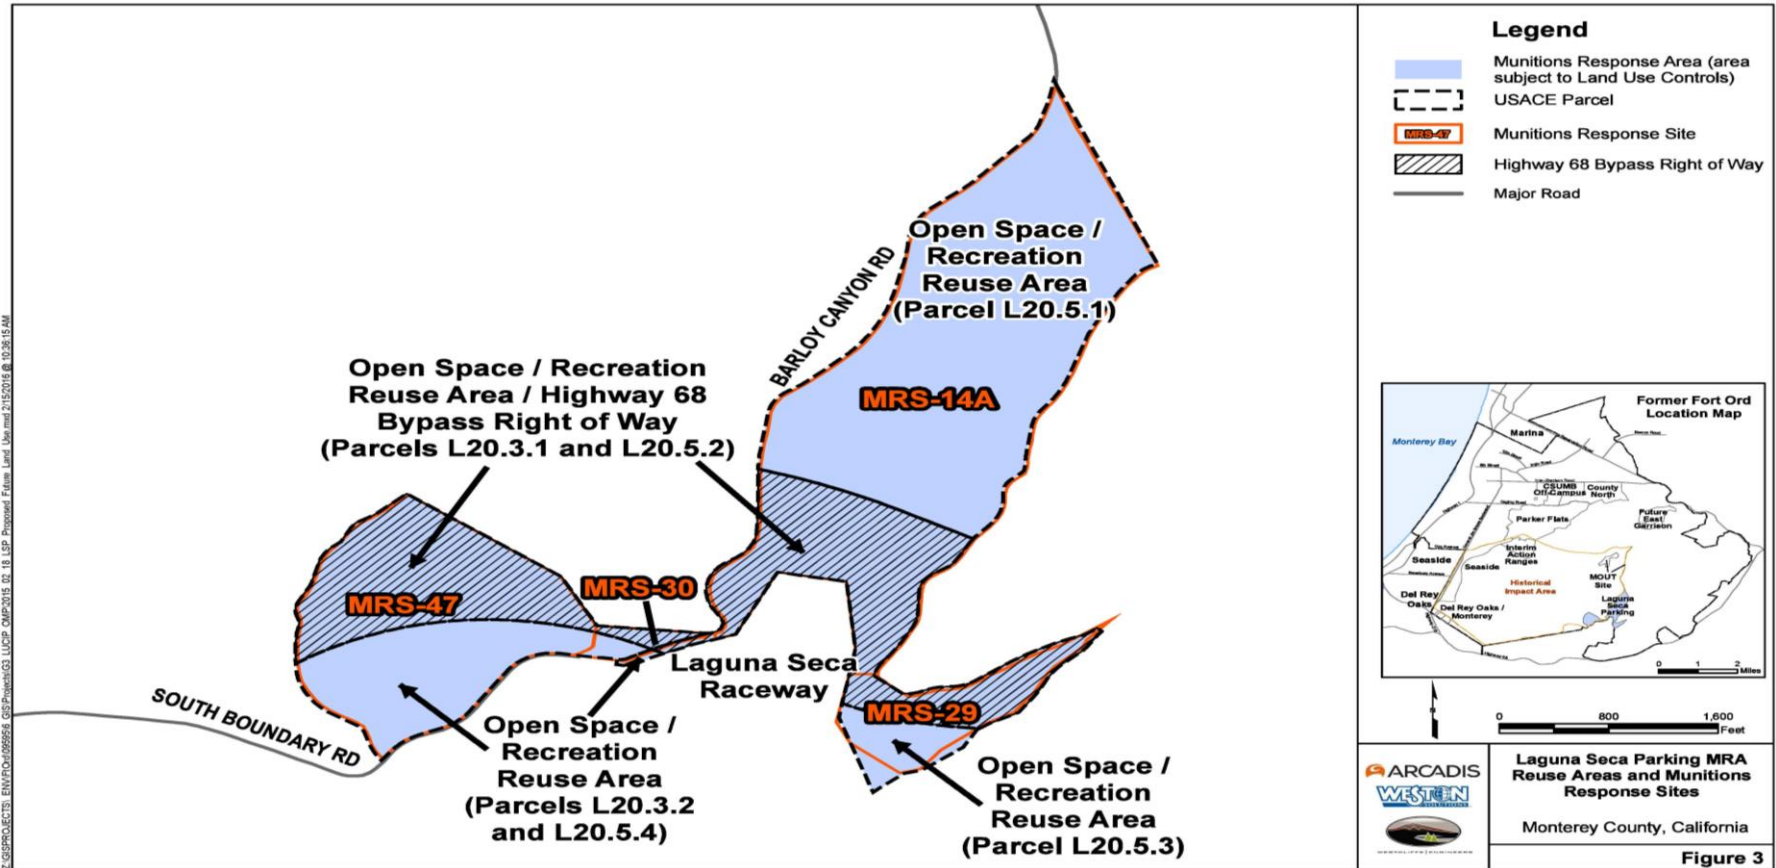 Legend
Munitions Response Area (area
subject to Land Use Controls)
USACE Parcel
MRS-47
Munitions Response Site
Highway 68 Bypass Right of Way
Major Road
Open Space /
Recreation
Reuse Area
(Parcel L20.5.1)
BARLOY CANYON RD
MRS-14A
Open Space / Recreation
Reuse Area / Highway 68
Bypass Right of Way
(Parcels L20.3.1 and L20.5.2)
MRS-47
MRS-30
Laguna Seca
Raceway
MRS-29
SOUTH BOUNDARY RD
Open Space /
Recreation
Reuse Area
(Parcels L20.3.2
and L20.5.4)
Open Space /
Recreation
Reuse Area
(Parcel L20.5.3)
Former Fort Ord
Location Map
Monterey Bay
Marina
CSUMB
Off-Campus
County
North
Parker Flats
Future
East
Garrison
Seaside
Seaside
Interim
Action
Ranges
Historical
Impact Area
MOUT
Site
Laguna
Seca
Parking
Del Rey
Oaks
Del Rey Oaks /
Monterey
0 1 2
Miles
N
0 800 1,600
Feet
ARCADIS
WESTON
SOLUTIONS
WESTCLIFFE ENGINEERS
Laguna Seca Parking MRA
Reuse Areas and Munitions
Response Sites
Monterey County, California
Figure 3